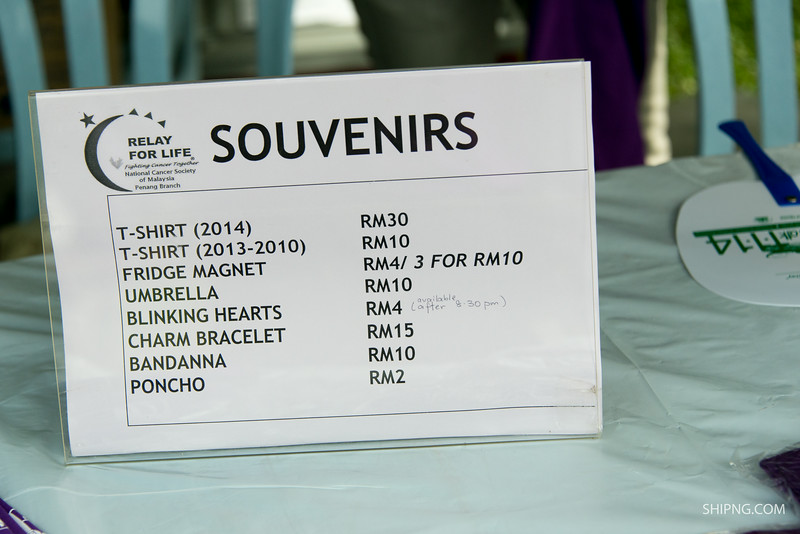 RELAY
FOR LIFE®
Fighting Cancer Together
National Cancer Society
of Malaysia
Penang Branch
SOUVENIRS
T-SHIRT (2014) RM30
T-SHIRT (2013-2010) RM10
FRIDGE MAGNET RM4/ 3 FOR RM10
UMBRELLA RM10
BLINKING HEARTS RM4 (available after 8-30 pm)
CHARM BRACELET RM15
BANDANNA RM10
PONCHO RM2
SHIPNG.COM